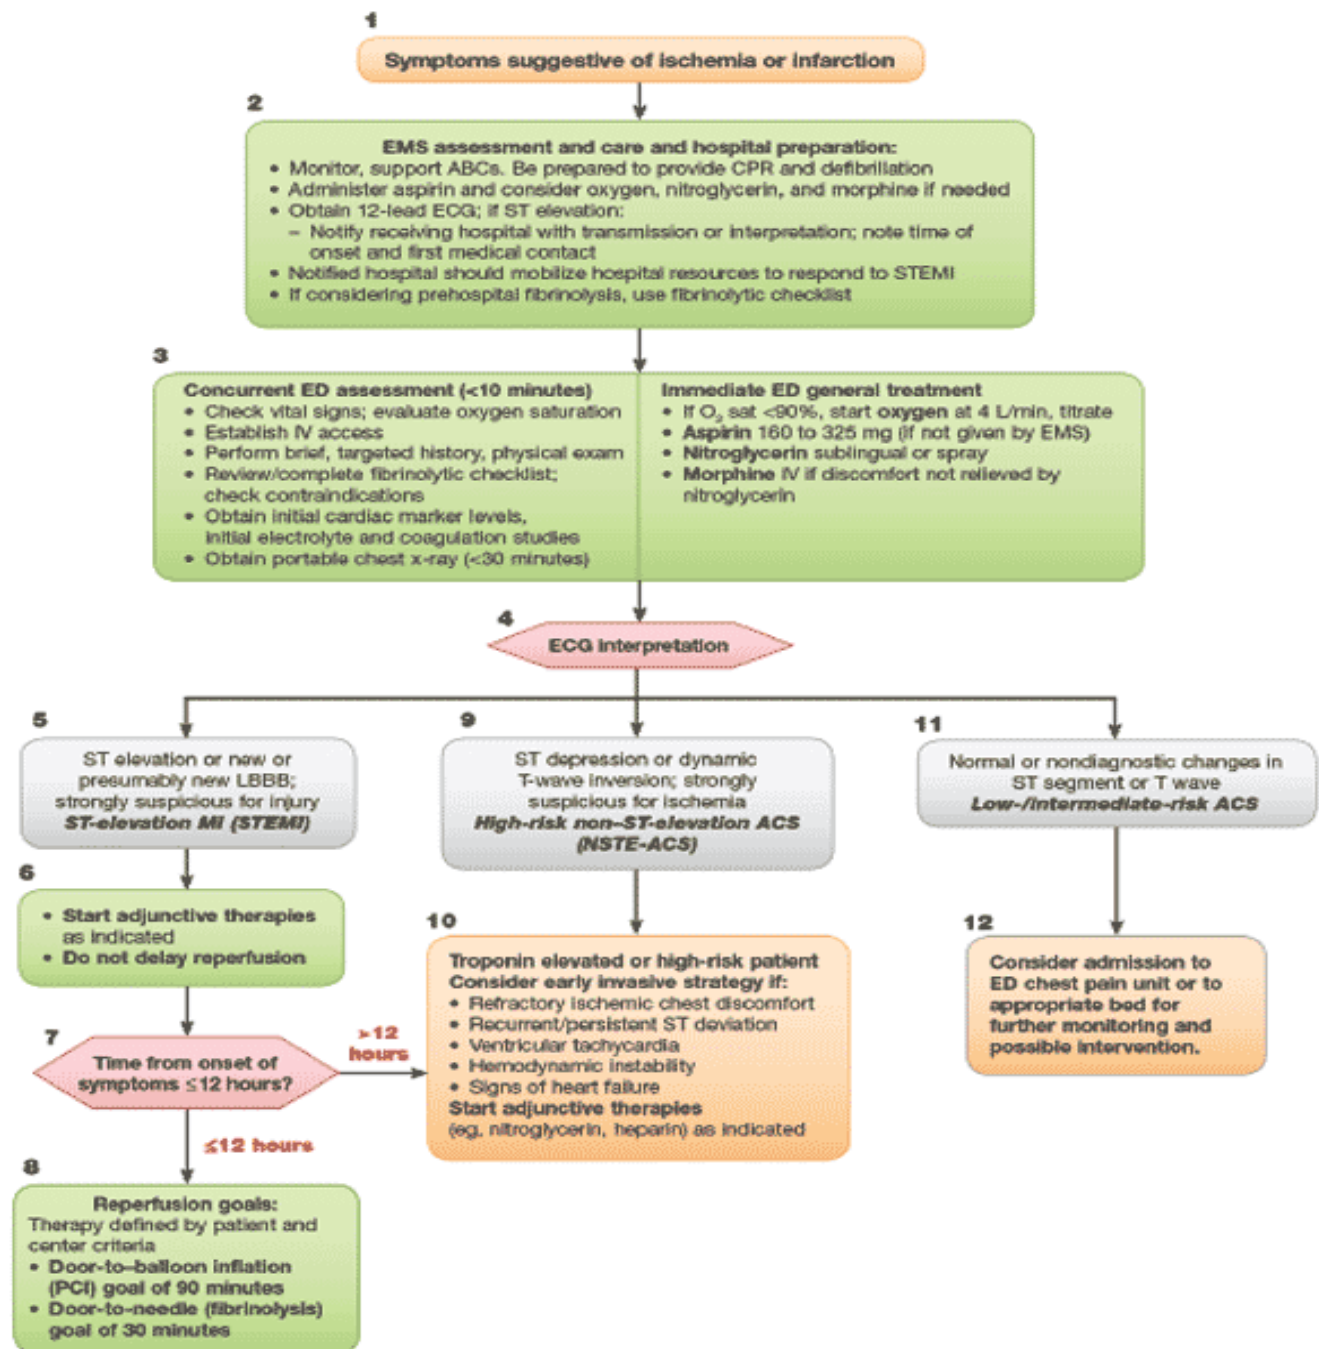 1
Symptoms suggestive of ischemia or infarction
2
EMS assessment and care and hospital preparation:
• Monitor, support ABCs. Be prepared to provide CPR and defibrillation
• Administer aspirin and consider oxygen, nitroglycerin, and morphine if needed
• Obtain 12-lead ECG; if ST elevation:
– Notify receiving hospital with transmission or interpretation; note time of
onset and first medical contact
• Notified hospital should mobilize hospital resources to respond to STEMI
• If considering prehospital fibrinolysis, use fibrinolytic checklist
3
Concurrent ED assessment (<10 minutes)
• Check vital signs; evaluate oxygen saturation
• Establish IV access
• Perform brief, targeted history, physical exam
• Review/complete fibrinolytic checklist;
check contraindications
• Obtain initial cardiac marker levels,
initial electrolyte and coagulation studies
• Obtain portable chest x-ray (<30 minutes)
Immediate ED general treatment
• If O₂ sat <90%, start oxygen at 4 L/min, titrate
• Aspirin 160 to 325 mg (if not given by EMS)
• Nitroglycerin sublingual or spray
• Morphine IV if discomfort not relieved by
nitroglycerin
4
ECG interpretation
5
ST elevation or new or
presumably new LBBB;
strongly suspicious for injury
ST-elevation MI (STEMI)
6
• Start adjunctive therapies
as indicated
• Do not delay reperfusion
7
Time from onset of
symptoms ≤12 hours?
>12
hours
≤12 hours
8
Reperfusion goals:
Therapy defined by patient and
center criteria
• Door-to-balloon inflation
(PCI) goal of 90 minutes
• Door-to-needle (fibrinolysis)
goal of 30 minutes
9
ST depression or dynamic
T-wave inversion; strongly
suspicious for ischemia
High-risk non–ST-elevation ACS
(NSTE-ACS)
10
Troponin elevated or high-risk patient
Consider early invasive strategy if:
• Refractory ischemic chest discomfort
• Recurrent/persistent ST deviation
• Ventricular tachycardia
• Hemodynamic instability
• Signs of heart failure
Start adjunctive therapies
(eg, nitroglycerin, heparin) as indicated
11
Normal or nondiagnostic changes in
ST segment or T wave
Low-/intermediate-risk ACS
12
Consider admission to
ED chest pain unit or to
appropriate bed for
further monitoring and
possible intervention.